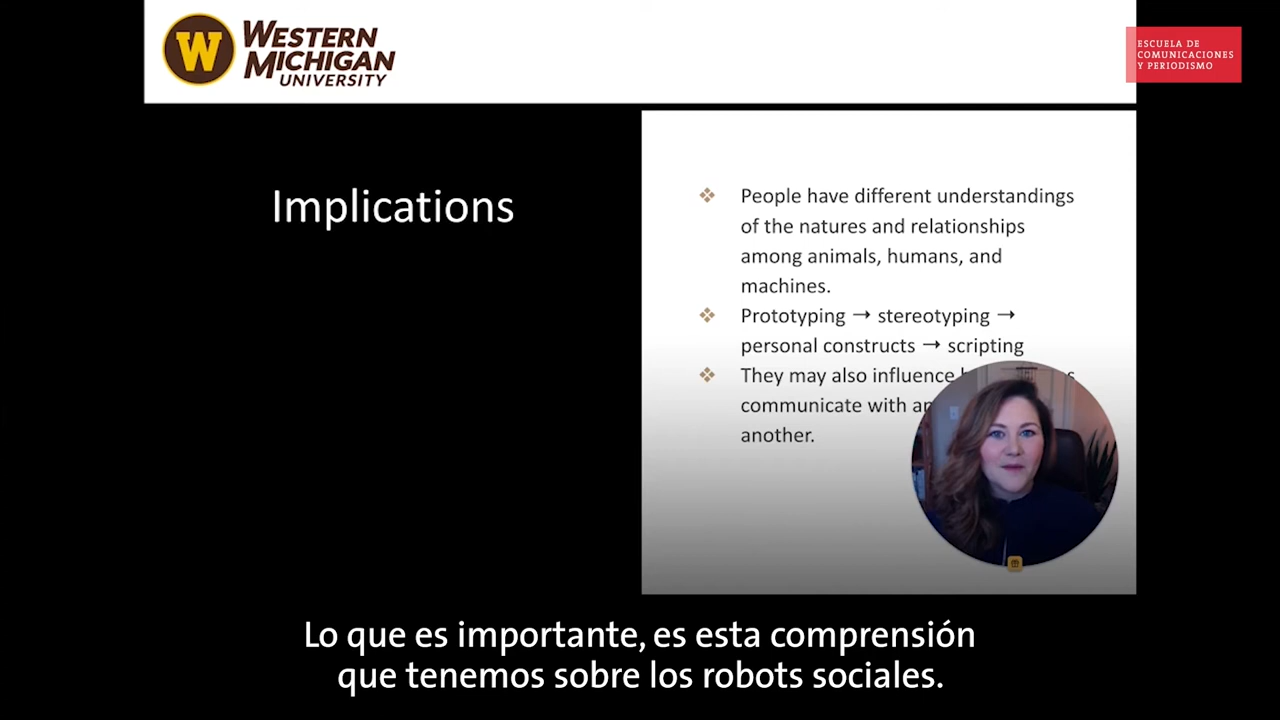 WESTERN
MICHIGAN
UNIVERSITY
ESCUELA DE
COMUNICACIONES
Y PERIODISMO
Implications
People have different understandings
of the natures and relationships
among animals, humans, and
machines.
Prototyping → stereotyping →
personal constructs → scripting
They may also influence
communicate with
another.
Lo que es importante, es esta comprensión
que tenemos sobre los robots sociales.